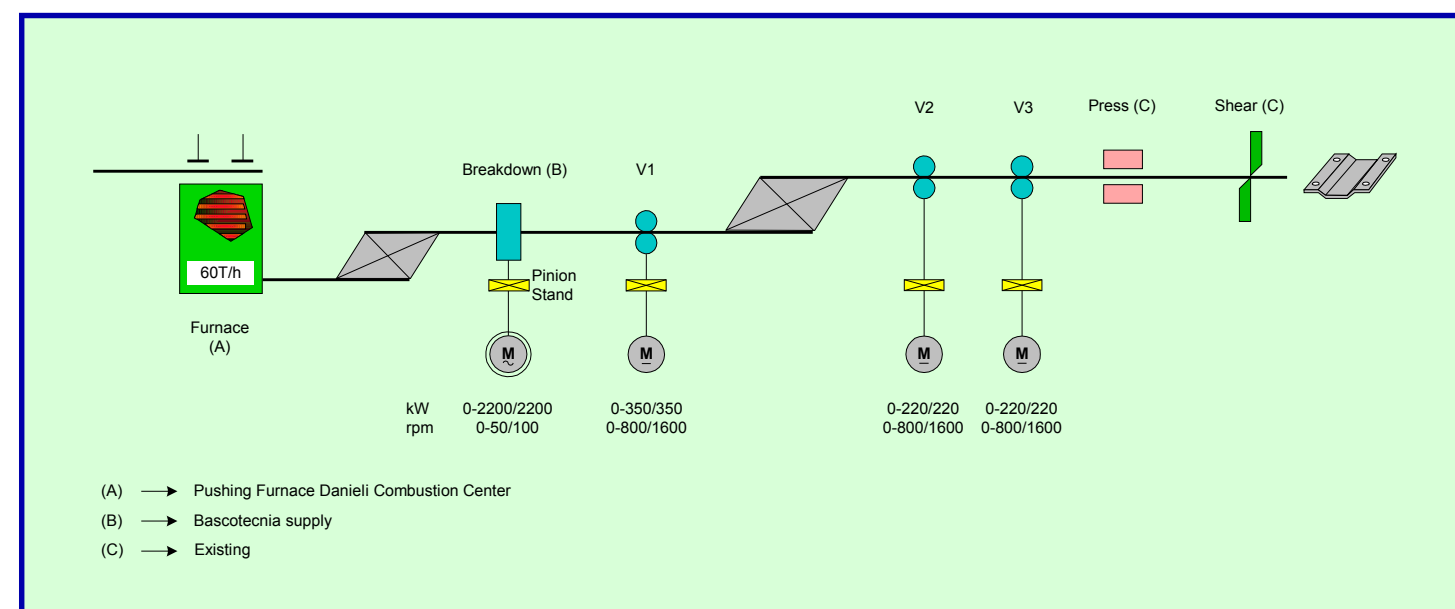 V2 V3 Press (C) Shear (C)
Breakdown (B) V1
60T/h
Pinion
Stand
Furnace
(A)
M M M M
~ _ _ _
kW 0-2200/2200 0-350/350 0-220/220 0-220/220
rpm 0-50/100 0-800/1600 0-800/1600 0-800/1600
(A) → Pushing Furnace Danieli Combustion Center
(B) → Bascotecnia supply
(C) → Existing